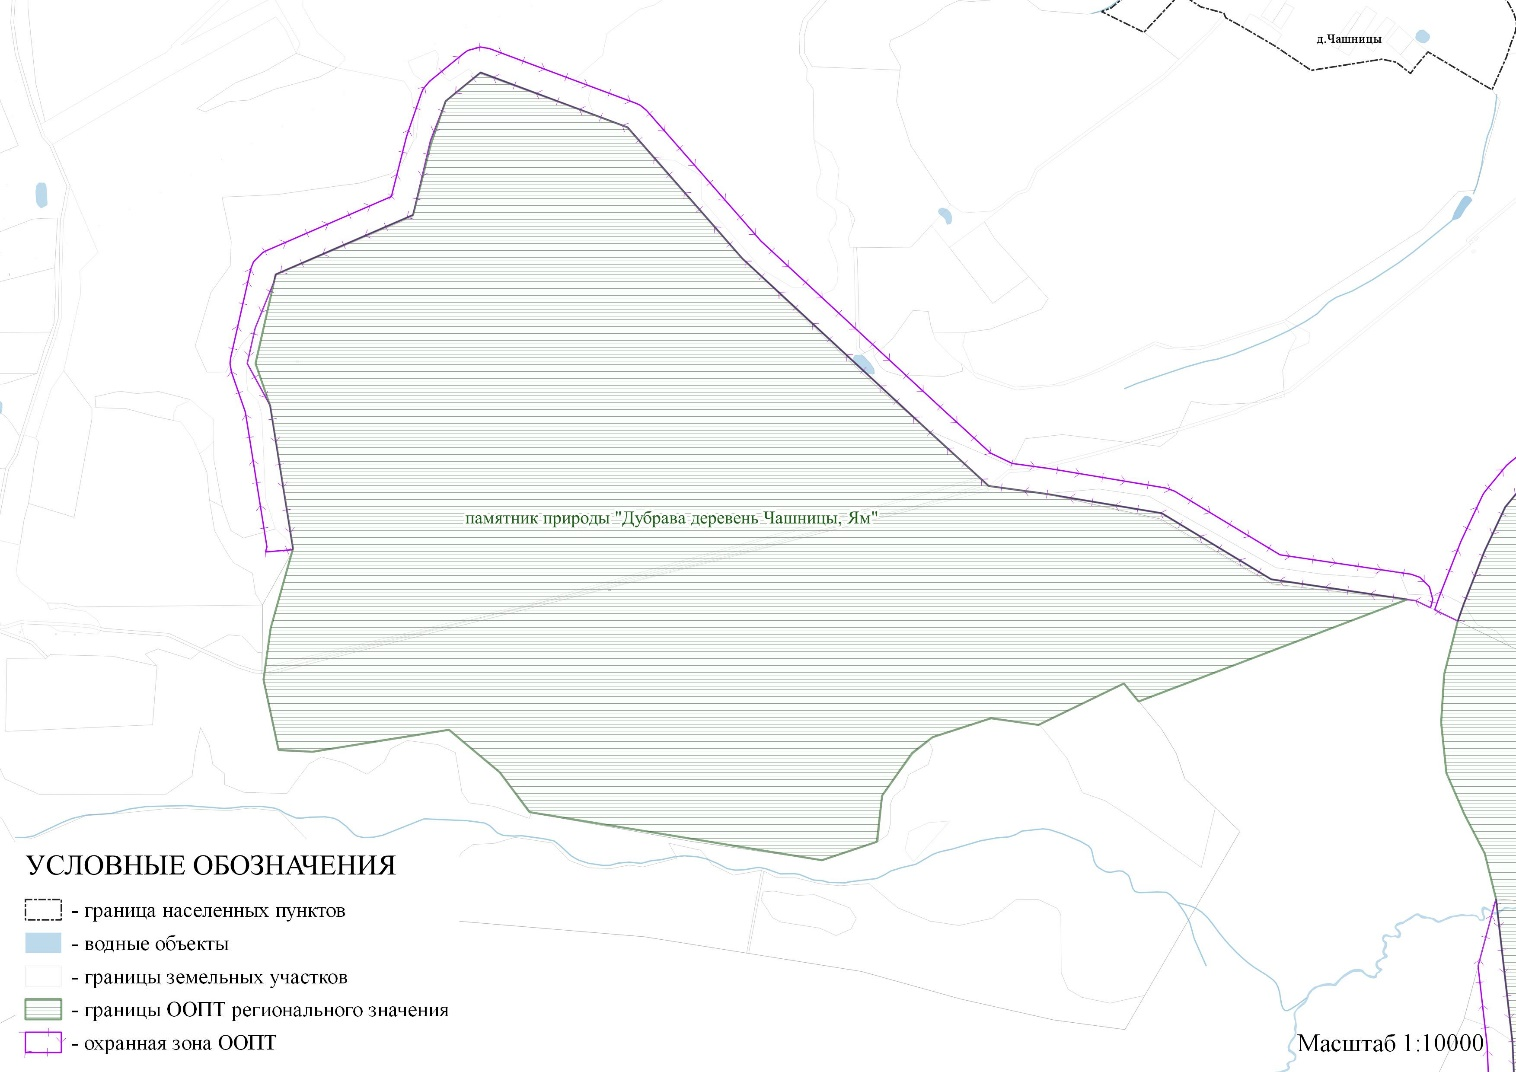 д.Чашницы
памятник природы "Дубрава деревень Чашницы, Ям"
УСЛОВНЫЕ ОБОЗНАЧЕНИЯ
- граница населенных пунктов
- водные объекты
- границы земельных участков
- границы ООПТ регионального значения
- охранная зона ООПТ
Масштаб 1:10000